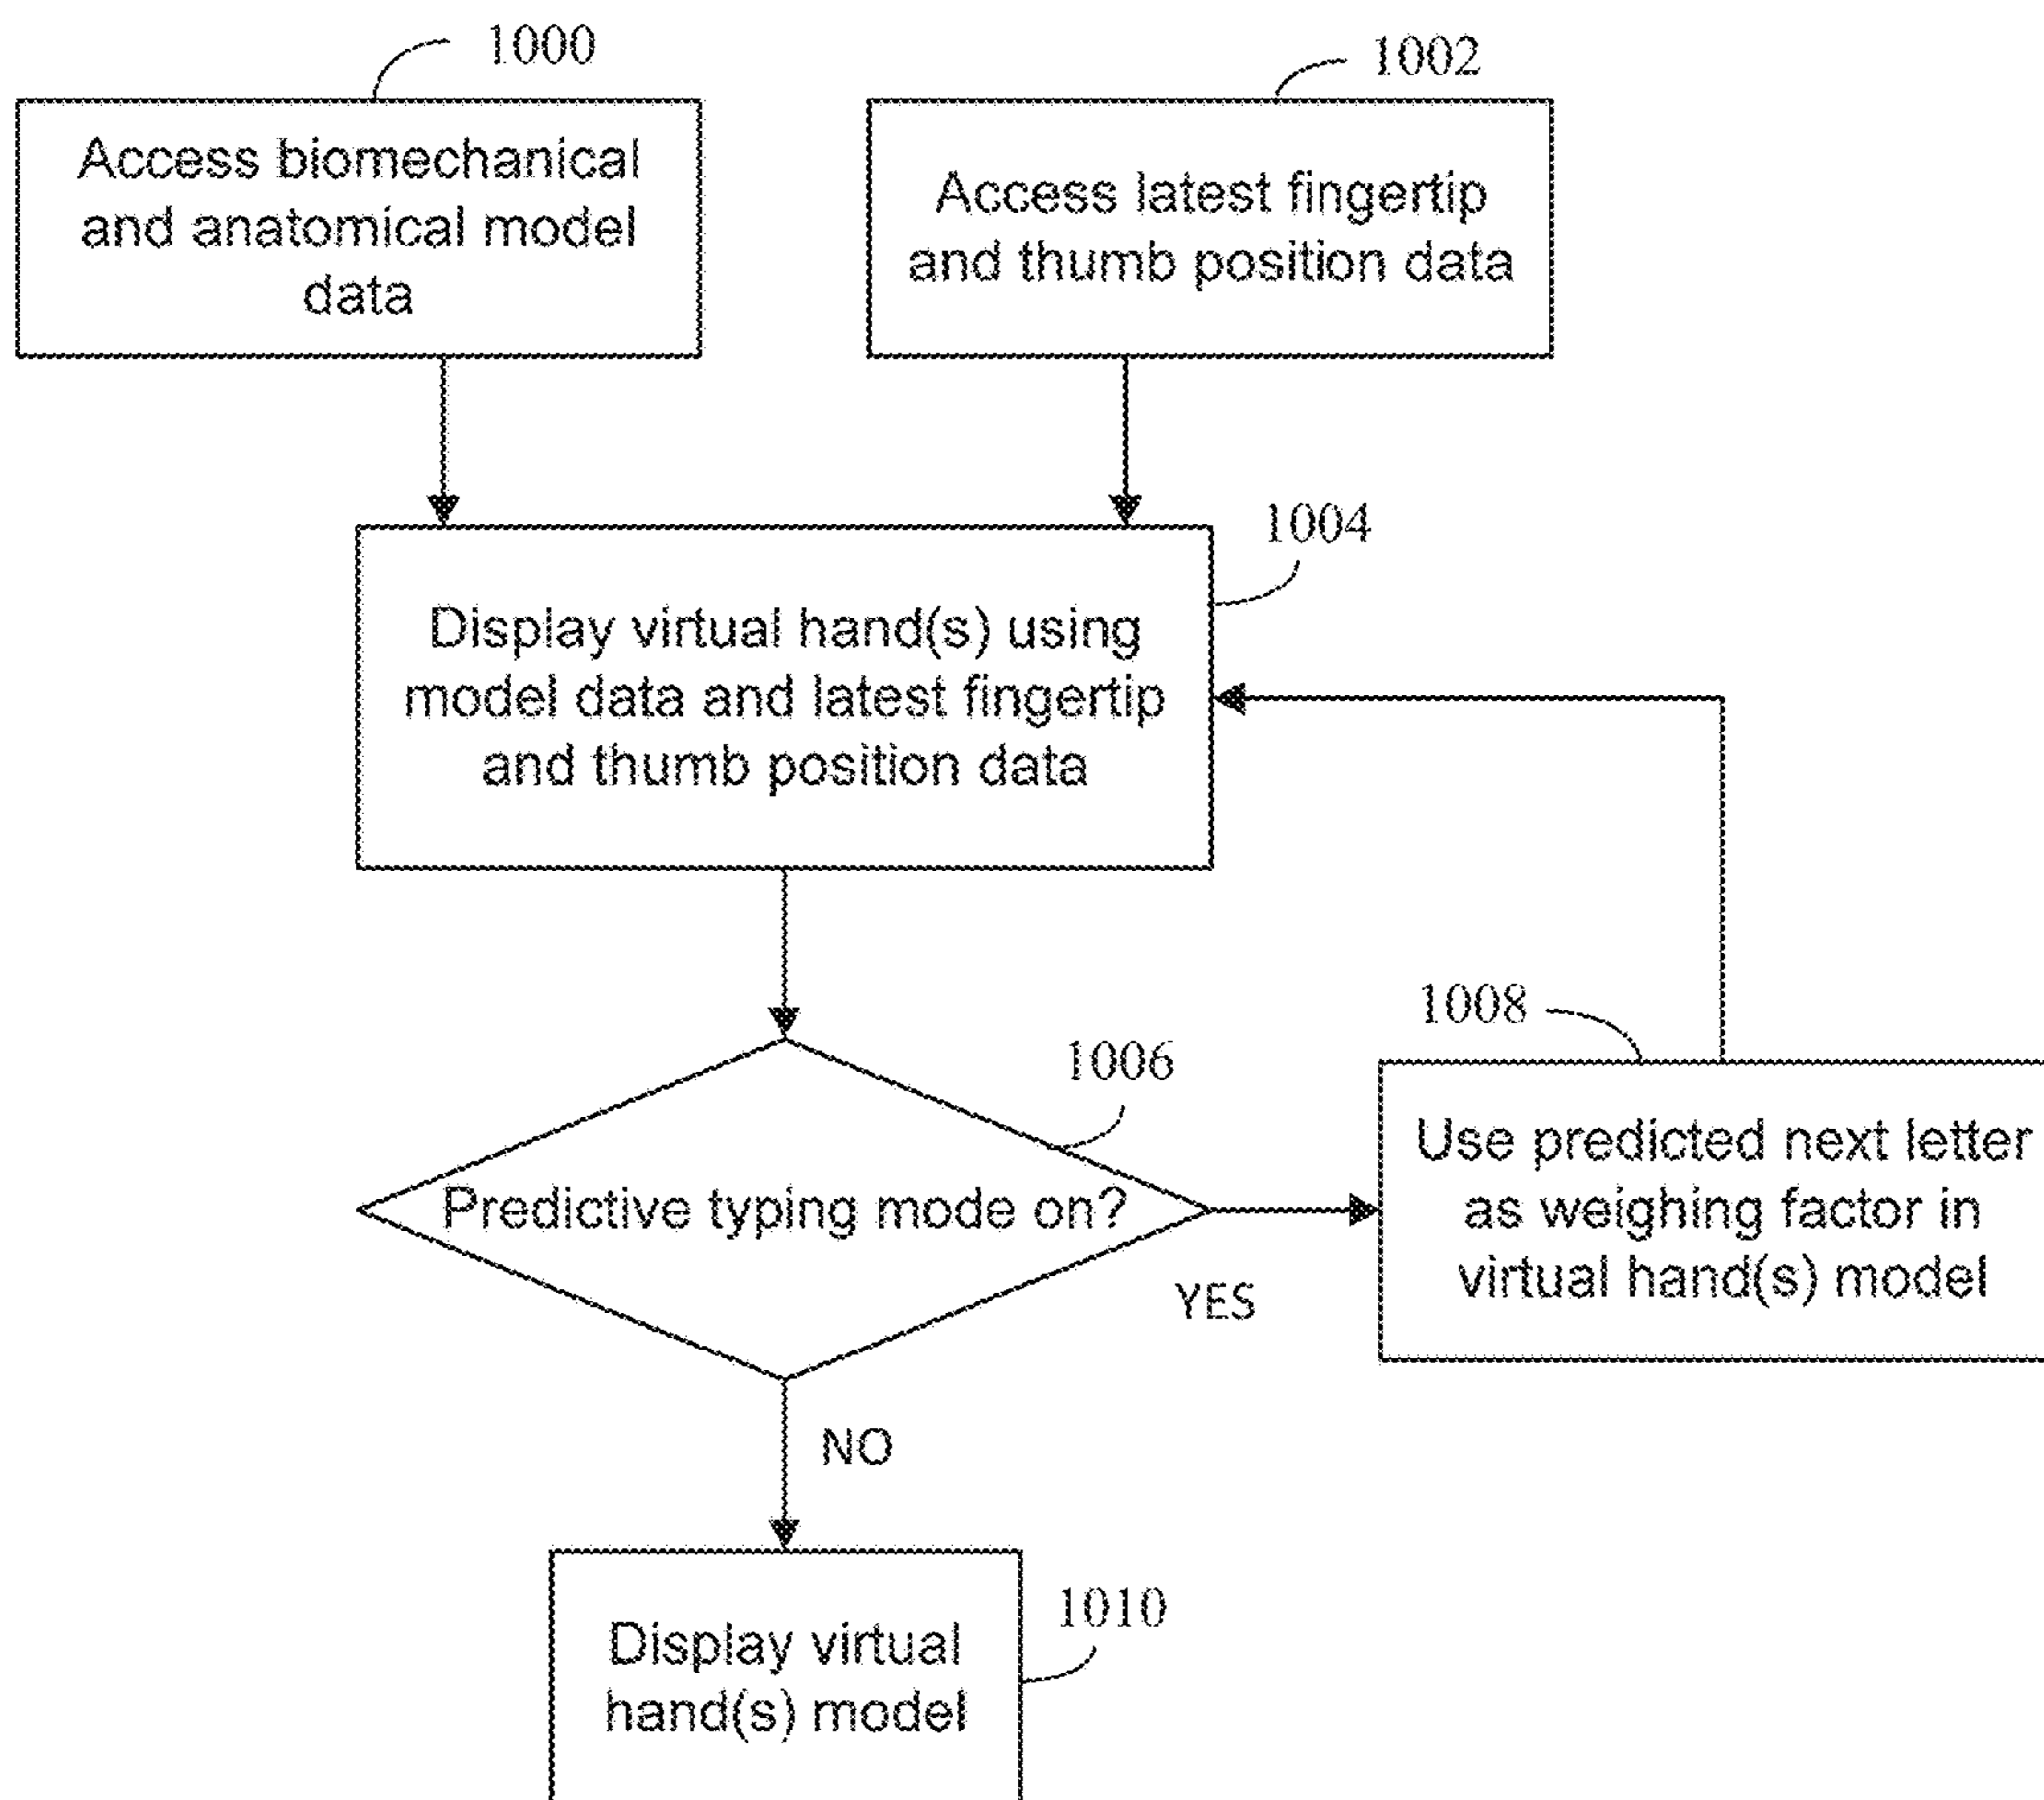 1000
Access biomechanical
and anatomical model
data
1002
Access latest fingertip
and thumb position data
1004
Display virtual hand(s) using
model data and latest fingertip
and thumb position data
1006
Predictive typing mode on?
YES
1008
Use predicted next letter
as weighing factor in
virtual hand(s) model
NO
1010
Display virtual
hand(s) model